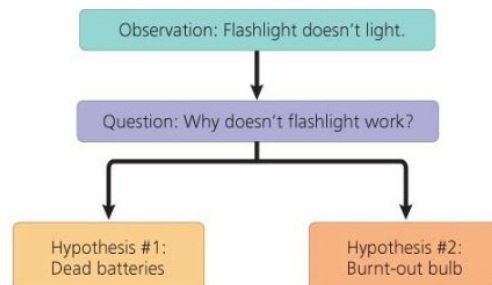 Observation: Flashlight doesn’t light.
Question: Why doesn’t flashlight work?
Hypothesis #1:
Dead batteries
Hypothesis #2:
Burnt-out bulb